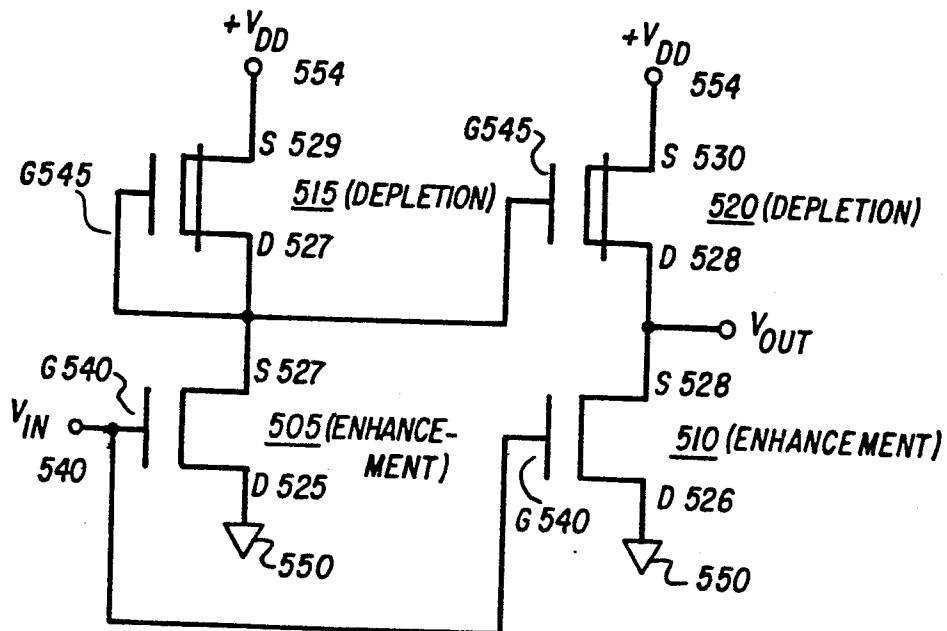 +VDD
554
+VDD
554
G545
S 529
G545
S 530
515 (DEPLETION)
520 (DEPLETION)
D 527
D 528
VOUT
G 540
S 527
S 528
VIN
505 (ENHANCE-
MENT)
510 (ENHANCEMENT)
540
D 525
G 540
D 526
550
550